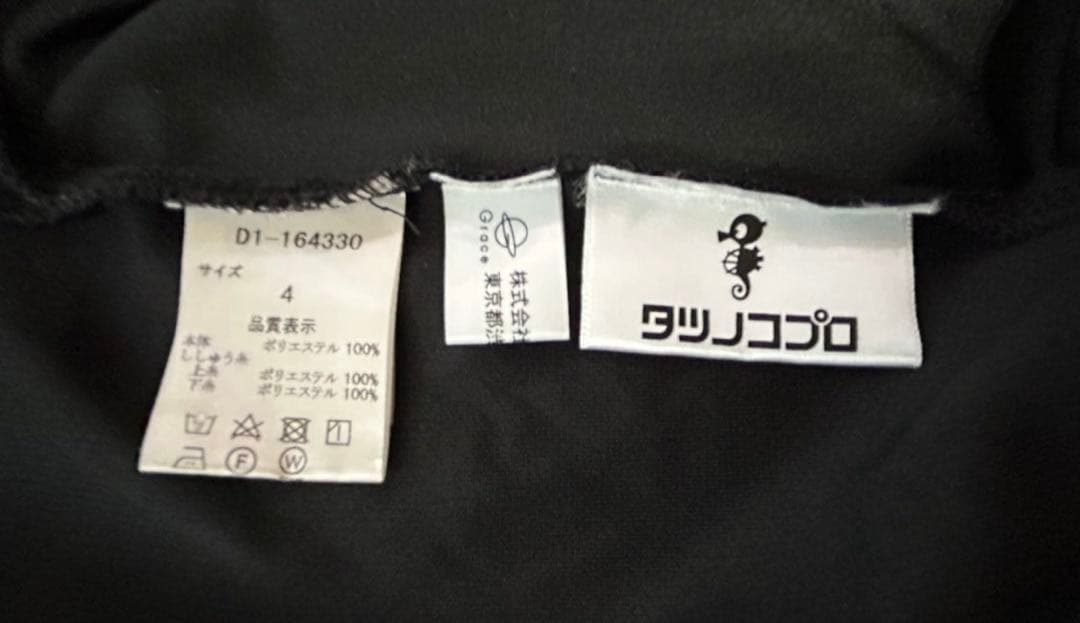 D1-164330
サイズ
4
品質表示
本体 ポリエステル 100%
ししゅう糸
上糸 ポリエステル 100%
下糸 ポリエステル 100%
F W
Grace
株式会社
東京都渋
タツノコプロ